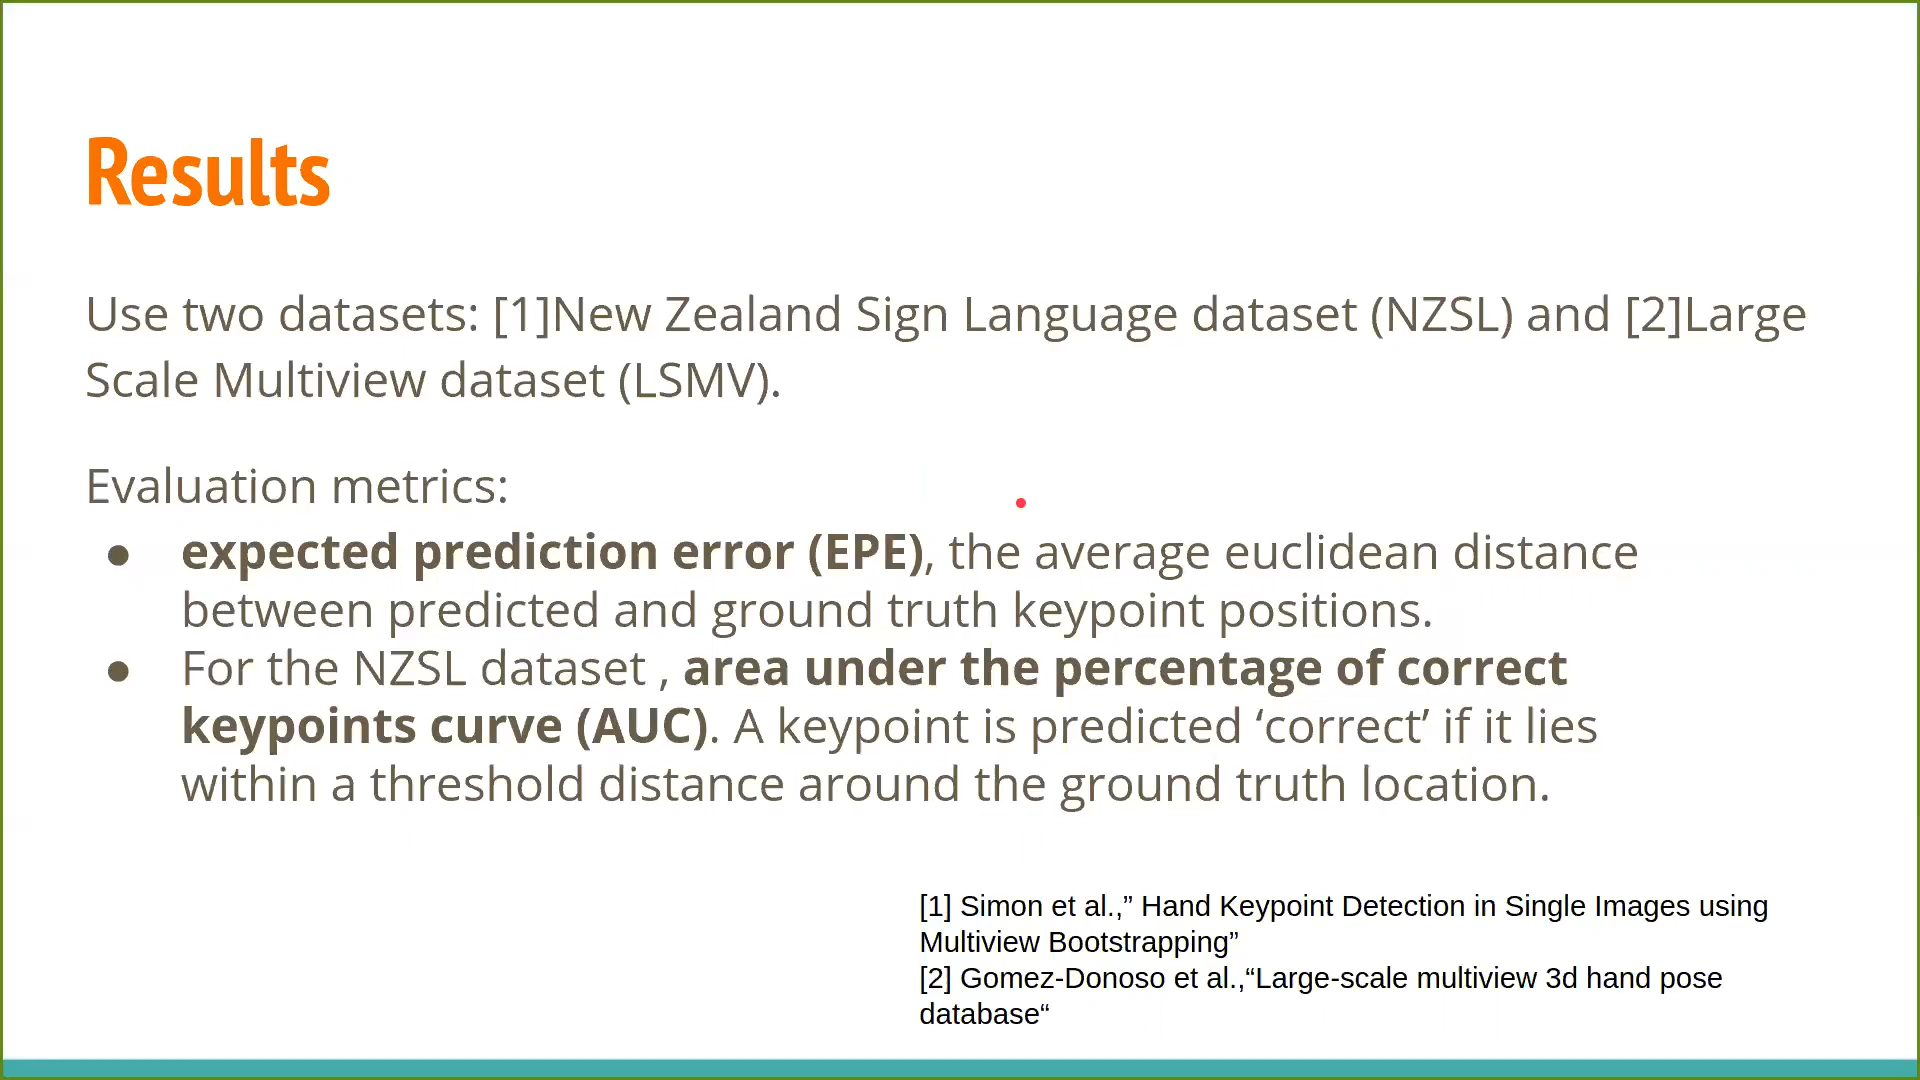 Results
Use two datasets: [1]New Zealand Sign Language dataset (NZSL) and [2]Large
Scale Multiview dataset (LSMV).
Evaluation metrics:
● expected prediction error (EPE), the average euclidean distance
between predicted and ground truth keypoint positions.
● For the NZSL dataset , area under the percentage of correct
keypoints curve (AUC). A keypoint is predicted ‘correct’ if it lies
within a threshold distance around the ground truth location.
[1] Simon et al.,” Hand Keypoint Detection in Single Images using
Multiview Bootstrapping”
[2] Gomez-Donoso et al.,“Large-scale multiview 3d hand pose
database“